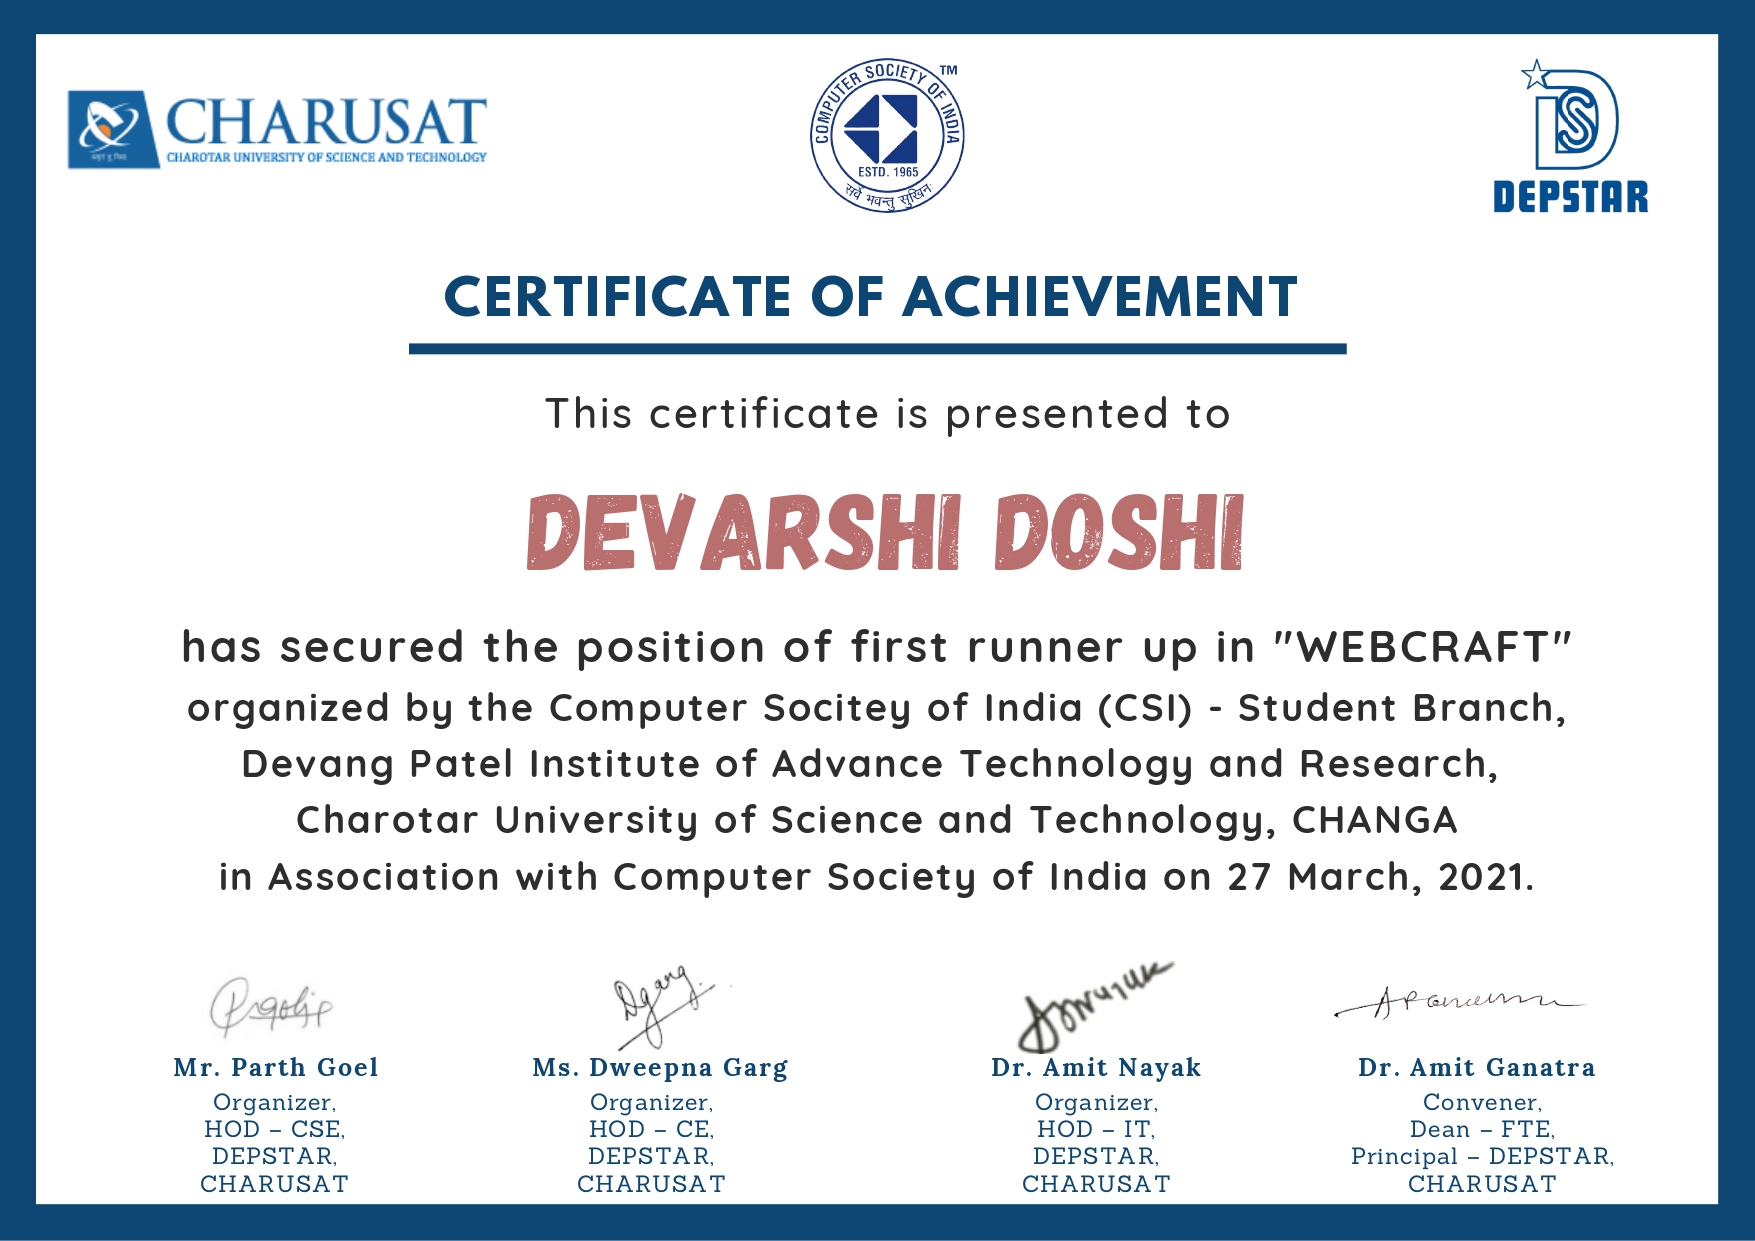 CHARUSAT
CHAROTAR UNIVERSITY OF SCIENCE AND TECHNOLOGY
COMPUTER SOCIETY OF INDIA
TM
ESTD. 1965
सर्वे भवन्तु सुखिनः
DS
DEPSTAR
CERTIFICATE OF ACHIEVEMENT
This certificate is presented to
DEVARSHI DOSHI
has secured the position of first runner up in "WEBCRAFT"
organized by the Computer Socitey of India (CSI) - Student Branch,
Devang Patel Institute of Advance Technology and Research,
Charotar University of Science and Technology, CHANGA
in Association with Computer Society of India on 27 March, 2021.
Dgarg.
Mr. Parth Goel
Organizer,
HOD – CSE,
DEPSTAR,
CHARUSAT
Ms. Dweepna Garg
Organizer,
HOD – CE,
DEPSTAR,
CHARUSAT
Dr. Amit Nayak
Organizer,
HOD – IT,
DEPSTAR,
CHARUSAT
Dr. Amit Ganatra
Convener,
Dean – FTE,
Principal – DEPSTAR,
CHARUSAT